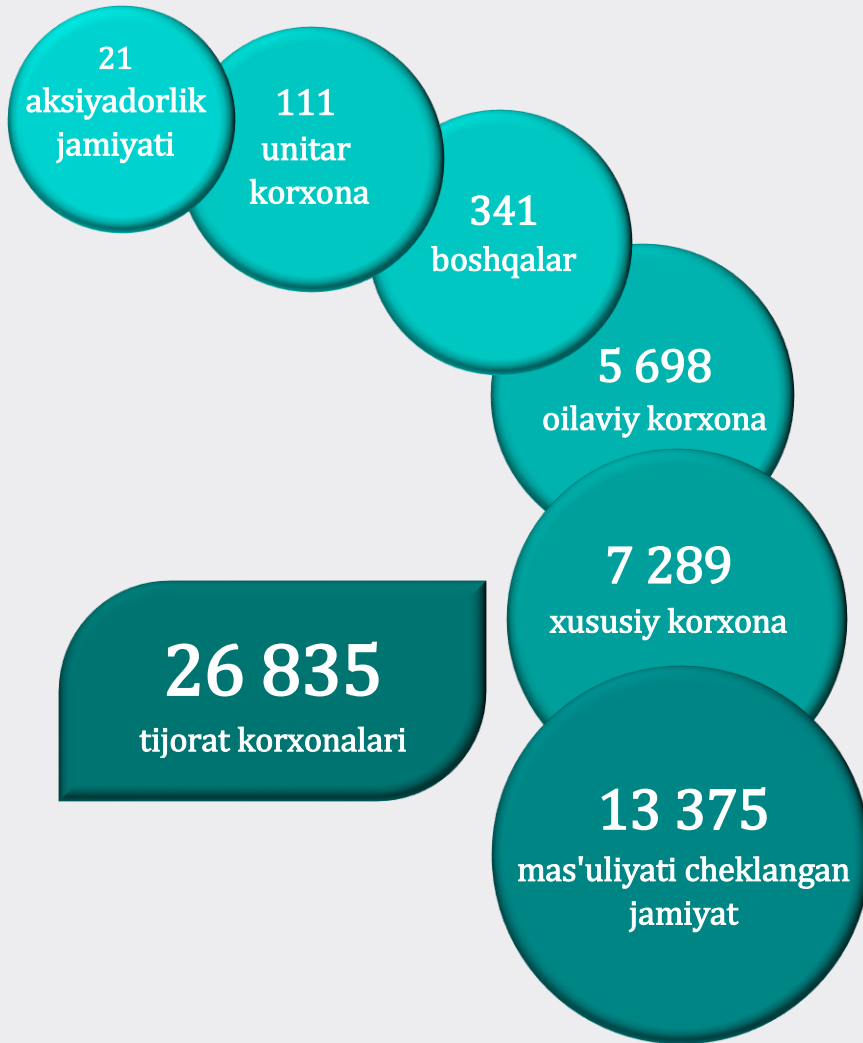 21
aksiyadorlik
jamiyati
111
unitar
korxona
341
boshqalar
5 698
oilaviy korxona
7 289
xususiy korxona
26 835
tijorat korxonalari
13 375
mas'uliyati cheklangan
jamiyat